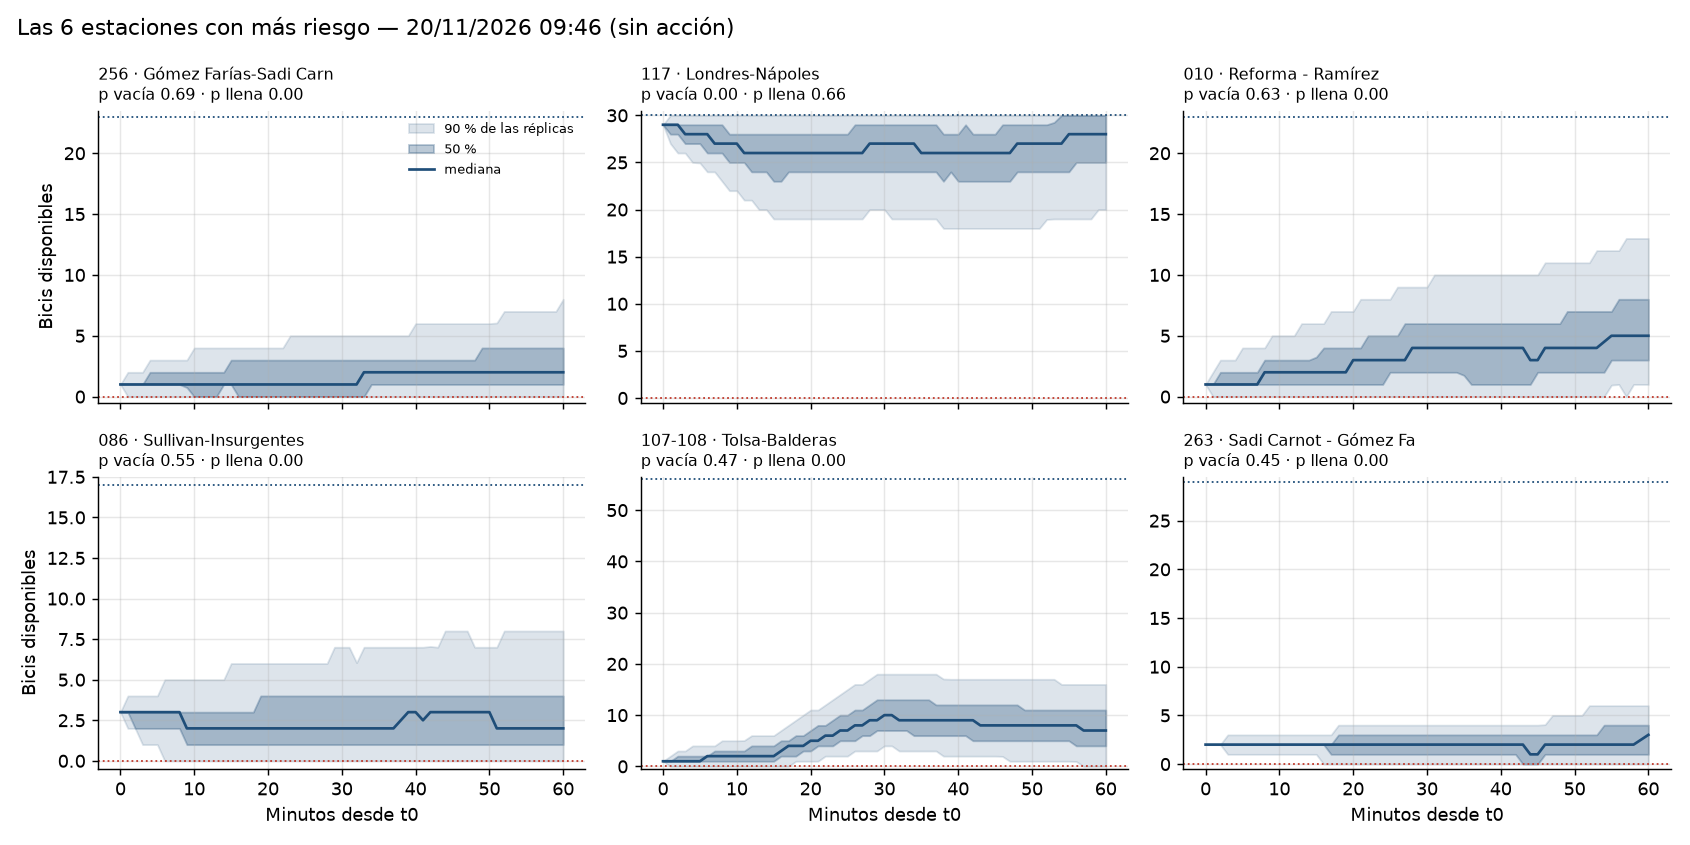 Las 6 estaciones con más riesgo — 20/11/2026 09:46 (sin acción)
256 · Gómez Farías-Sadi Carn
p vacía 0.69 · p llena 0.00
90 % de las réplicas
50 %
mediana
Bicis disponibles
20
15
10
5
0
117 · Londres-Nápoles
p vacía 0.00 · p llena 0.66
30
25
20
15
10
5
0
010 · Reforma - Ramírez
p vacía 0.63 · p llena 0.00
20
15
10
5
0
086 · Sullivan-Insurgentes
p vacía 0.55 · p llena 0.00
Bicis disponibles
17.5
15.0
12.5
10.0
7.5
5.0
2.5
0.0
0 10 20 30 40 50 60
Minutos desde t0
107-108 · Tolsa-Balderas
p vacía 0.47 · p llena 0.00
50
40
30
20
10
0
0 10 20 30 40 50 60
Minutos desde t0
263 · Sadi Carnot - Gómez Fa
p vacía 0.45 · p llena 0.00
25
20
15
10
5
0
0 10 20 30 40 50 60
Minutos desde t0